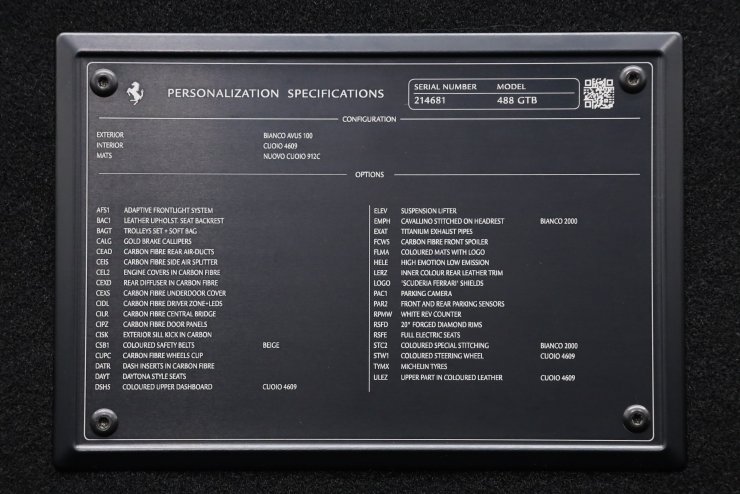 PERSONALIZATION SPECIFICATIONS
SERIAL NUMBER MODEL
214681 488 GTB
CONFIGURATION
EXTERIOR BIANCO AVUS 100
INTERIOR CUOIO 4609
MATS NUOVO CUOIO 912C
OPTIONS
AFS1 ADAPTIVE FRONTLIGHT SYSTEM
BAC1 LEATHER UPHOLST. SEAT BACKREST
BAGT TROLLEYS SET + SOFT BAG
CALG GOLD BRAKE CALLIPERS
CEAD CARBON FIBRE REAR AIR-DUCTS
CEIS CARBON FIBRE SIDE AIR SPLITTER
CEL2 ENGINE COVERS IN CARBON FIBRE
CEXD REAR DIFFUSER IN CARBON FIBRE
CEXS CARBON FIBRE UNDERDOOR COVER
CIDL CARBON FIBRE DRIVER ZONE+LEDS
CILR CARBON FIBRE CENTRAL BRIDGE
CIPZ CARBON FIBRE DOOR PANELS
CISK EXTERIOR SILL KICK IN CARBON
CSB1 COLOURED SAFETY BELTS BEIGE
CUPC CARBON FIBRE WHEELS CUP
DATR DASH INSERTS IN CARBON FIBRE
DAYT DAYTONA STYLE SEATS
DSH5 COLOURED UPPER DASHBOARD CUOIO 4609
ELEV SUSPENSION LIFTER
EMPH CAVALLINO STITCHED ON HEADREST BIANCO 2000
EXAT TITANIUM EXHAUST PIPES
FCWS CARBON FIBRE FRONT SPOILER
FLMA COLOURED MATS WITH LOGO
HELE HIGH EMOTION LOW EMISSION
LERZ INNER COLOUR REAR LEATHER TRIM
LOGO 'SCUDERIA FERRARI' SHIELDS
PAC1 PARKING CAMERA
PAR2 FRONT AND REAR PARKING SENSORS
RPMW WHITE REV COUNTER
RSFD 20" FORGED DIAMOND RIMS
RSFE FULL ELECTRIC SEATS
STC2 COLOURED SPECIAL STITCHING BIANCO 2000
STW1 COLOURED STEERING WHEEL CUOIO 4609
TYMX MICHELIN TYRES
ULEZ UPPER PART IN COLOURED LEATHER CUOIO 4609